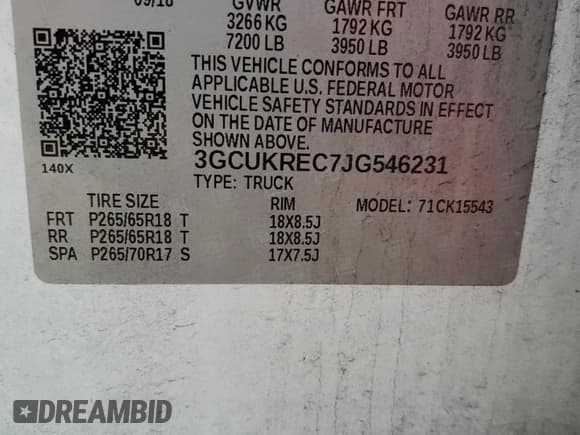 09/18 GVWR GAWR FRT GAWR RR
3266 KG 1792 KG 1792 KG
7200 LB 3950 LB 3950 LB
THIS VEHICLE CONFORMS TO ALL
APPLICABLE U.S. FEDERAL MOTOR
VEHICLE SAFETY STANDARDS IN EFFECT
ON THE DATE OF MANUFACTURE
SHOWN ABOVE.
140X 3GCUKREC7JG546231
TYPE: TRUCK
TIRE SIZE RIM MODEL: 71CK15543
FRT P265/65R18 T 18X8.5J
RR P265/65R18 T 18X8.5J
SPA P265/70R17 S 17X7.5J
DREAMBID